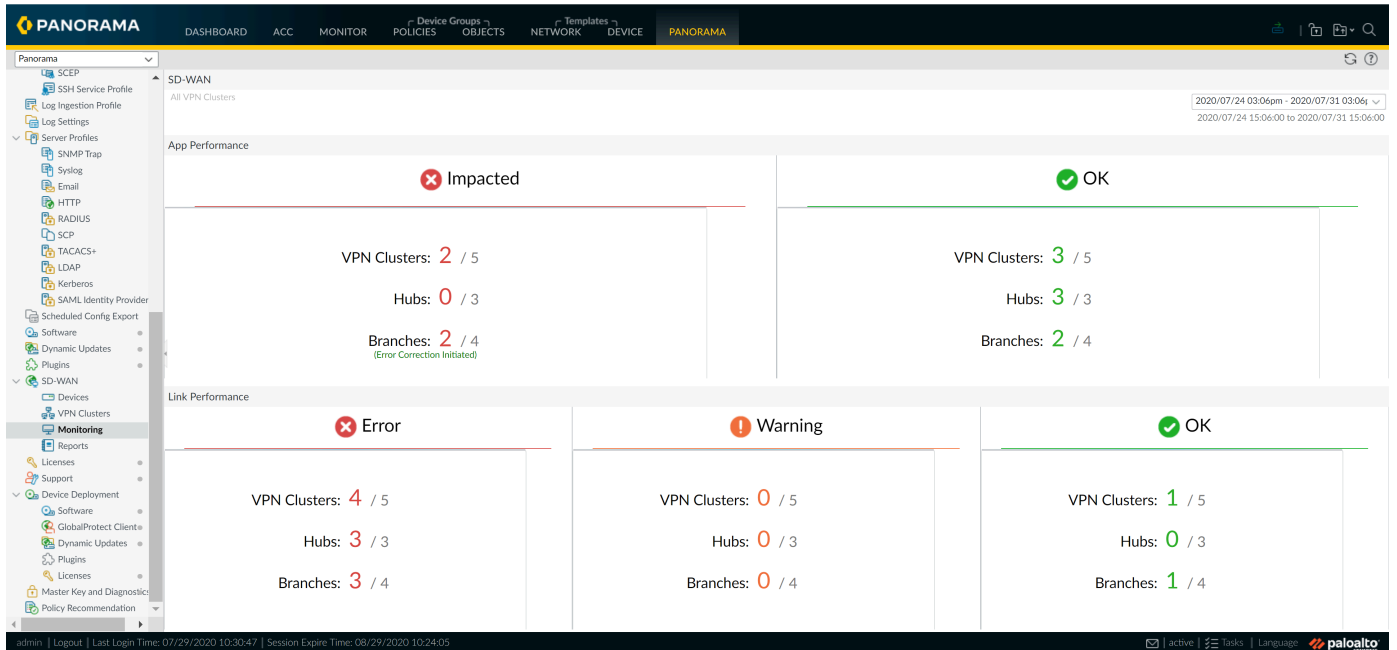 PANORAMA
DASHBOARD ACC MONITOR Device Groups POLICIES OBJECTS Templates NETWORK DEVICE PANORAMA
Panorama
SCEP
SSH Service Profile
Log Ingestion Profile
Log Settings
Server Profiles
SNMP Trap
Syslog
Email
HTTP
RADIUS
SCP
TACACS+
LDAP
Kerberos
SAML Identity Provider
Scheduled Config Export
Software
Dynamic Updates
Plugins
SD-WAN
Devices
VPN Clusters
Monitoring
Reports
Licenses
Support
Device Deployment
Software
GlobalProtect Client
Dynamic Updates
Plugins
Licenses
Master Key and Diagnostics
Policy Recommendation
SD-WAN
All VPN Clusters
2020/07/24 03:06pm - 2020/07/31 03:06p
2020/07/24 15:06:00 to 2020/07/31 15:06:00
App Performance
Impacted
VPN Clusters: 2 / 5
Hubs: 0 / 3
Branches: 2 / 4
(Error Correction Initiated)
OK
VPN Clusters: 3 / 5
Hubs: 3 / 3
Branches: 2 / 4
Link Performance
Error
VPN Clusters: 4 / 5
Hubs: 3 / 3
Branches: 3 / 4
Warning
VPN Clusters: 0 / 5
Hubs: 0 / 3
Branches: 0 / 4
OK
VPN Clusters: 1 / 5
Hubs: 0 / 3
Branches: 1 / 4
admin | Logout | Last Login Time: 07/29/2020 10:30:47 | Session Expire Time: 08/29/2020 10:24:05
active | Tasks | Language paloalto